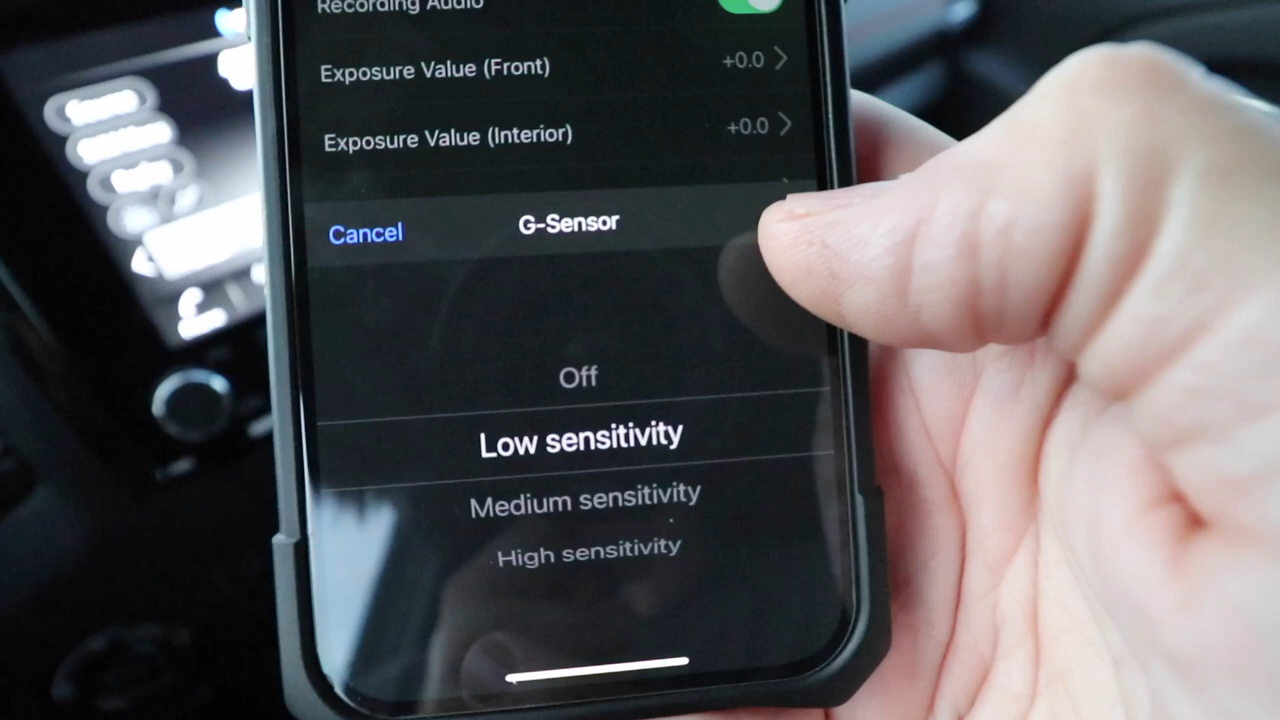 Recording Audio
Exposure Value (Front) +0.0
Exposure Value (Interior) +0.0
Cancel G-Sensor
Off
Low sensitivity
Medium sensitivity
High sensitivity